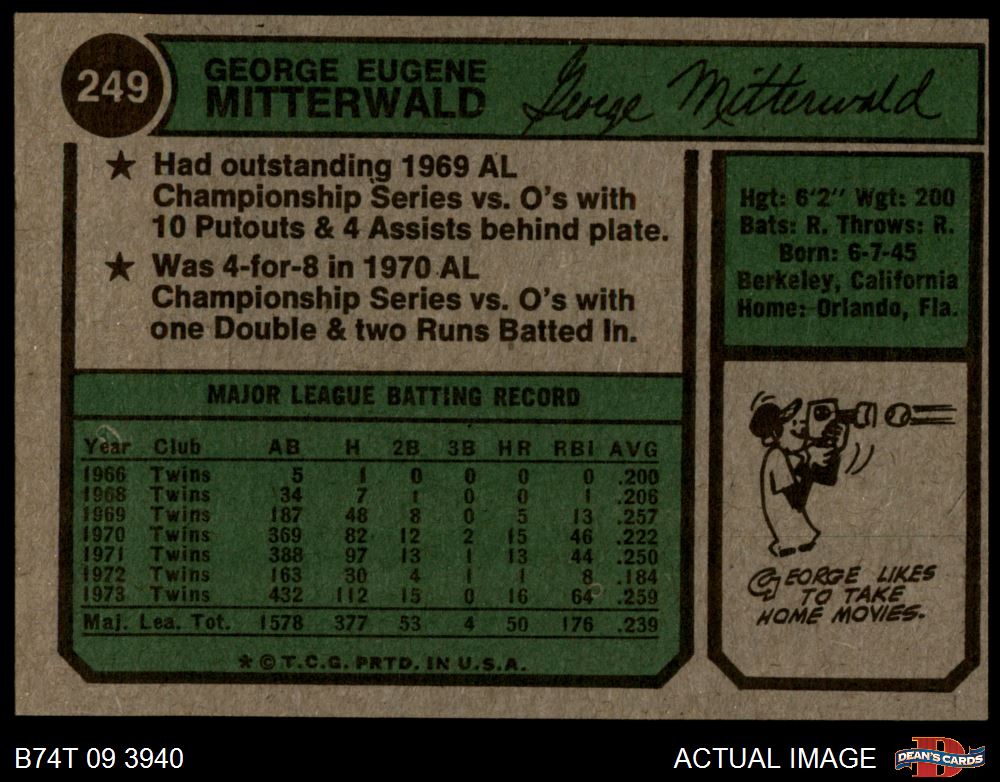 249
GEORGE EUGENE
MITTERWALD
George Mitterwald
★ Had outstanding 1969 AL
Championship Series vs. O's with
10 Putouts & 4 Assists behind plate.
★ Was 4-for-8 in 1970 AL
Championship Series vs. O's with
one Double & two Runs Batted In.
Hgt: 6'2" Wgt: 200
Bats: R. Throws: R.
Born: 6-7-45
Berkeley, California
Home: Orlando, Fla.
MAJOR LEAGUE BATTING RECORD
Year Club AB H 2B 3B HR RBI AVG
1966 Twins 5 1 0 0 0 0 .200
1968 Twins 34 7 1 0 0 1 .206
1969 Twins 187 48 8 0 5 13 .257
1970 Twins 369 82 12 2 15 46 .222
1971 Twins 388 97 13 1 13 44 .250
1972 Twins 163 30 4 1 1 8 .184
1973 Twins 432 112 15 0 16 64 .259
Maj. Lea. Tot. 1578 377 53 4 50 176 .239
* © T.C.G. PRTD. IN U.S.A.
GEORGE LIKES
TO TAKE
HOME MOVIES.
B74T 09 3940
ACTUAL IMAGE
D
DEAN'S CARDS